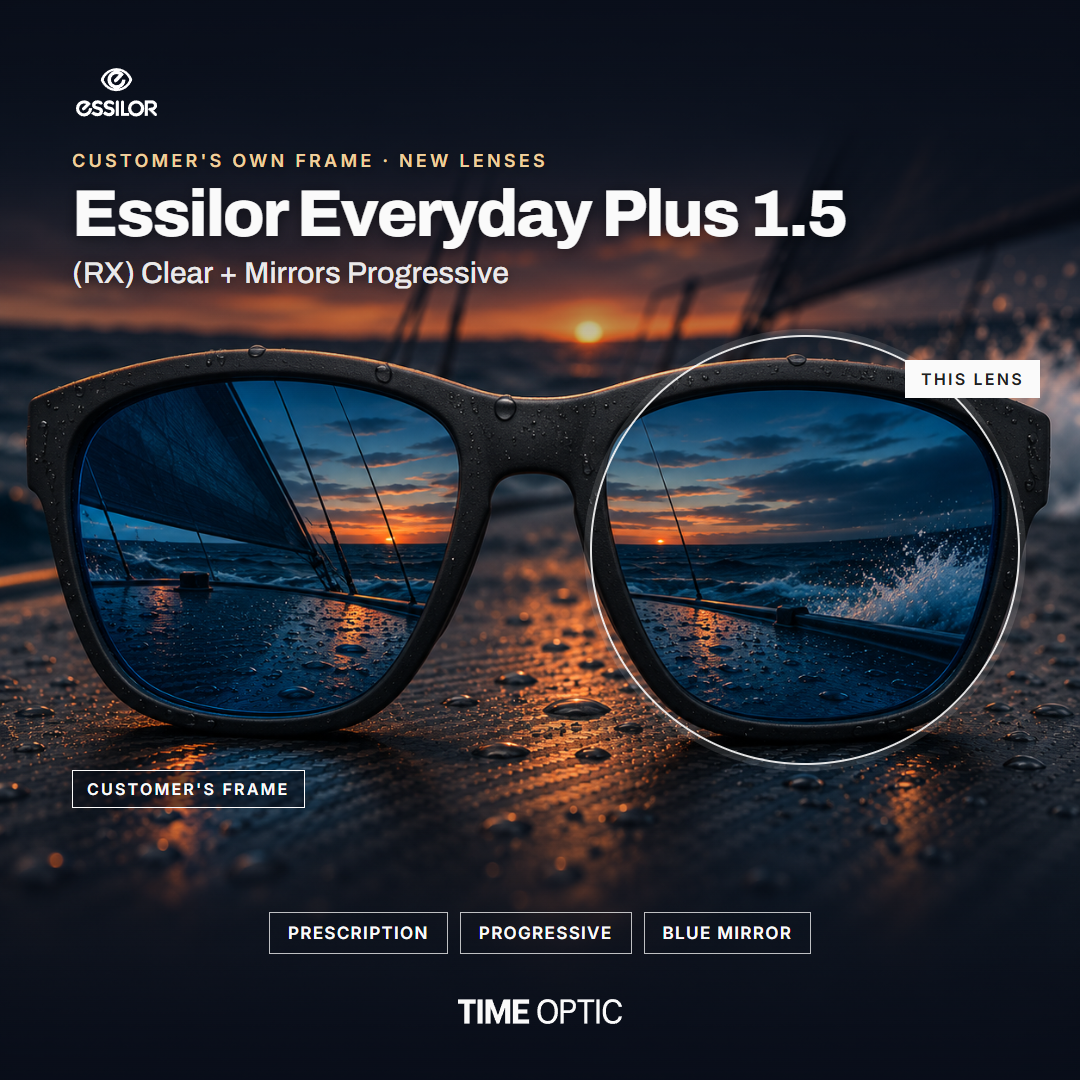 essilor
CUSTOMER'S OWN FRAME · NEW LENSES
Essilor Everyday Plus 1.5
(RX) Clear + Mirrors Progressive
THIS LENS
CUSTOMER'S FRAME
PRESCRIPTION
PROGRESSIVE
BLUE MIRROR
TIME OPTIC